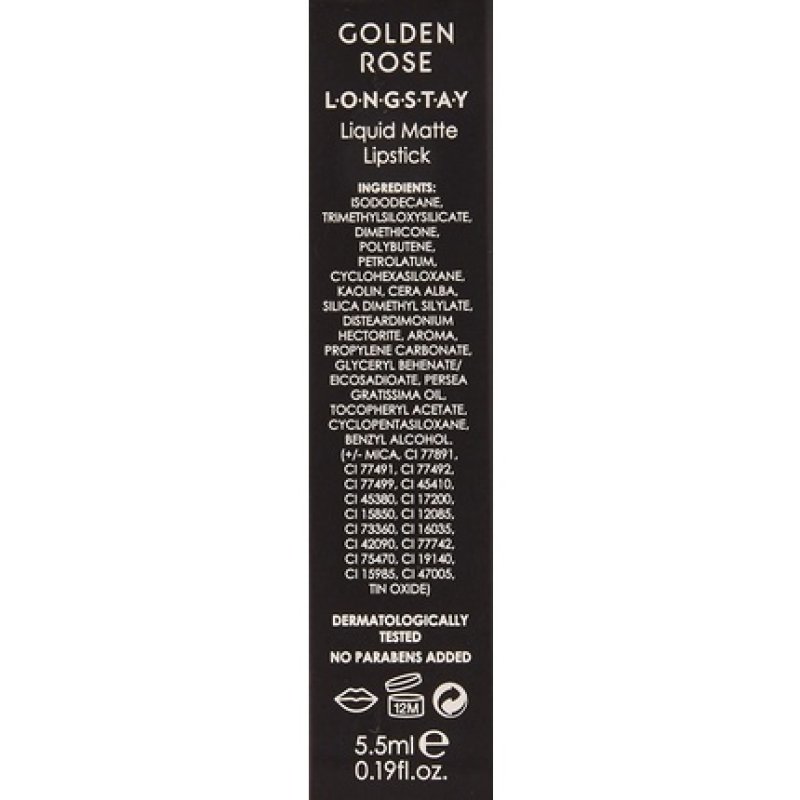 GOLDEN
ROSE
L·O·N·G·S·T·A·Y
Liquid Matte
Lipstick
INGREDIENTS:
ISODODECANE,
TRIMETHYLSILOXYSILICATE,
DIMETHICONE,
POLYBUTENE,
PETROLATUM,
CYCLOHEXASILOXANE,
KAOLIN, CERA ALBA,
SILICA DIMETHYL SILYLATE,
DISTEARDIMONIUM
HECTORITE, AROMA,
PROPYLENE CARBONATE,
GLYCERYL BEHENATE/
EICOSADIOATE, PERSEA
GRATISSIMA OIL,
TOCOPHERYL ACETATE,
CYCLOPENTASILOXANE,
BENZYL ALCOHOL.
(+/- MICA, CI 77891,
CI 77491, CI 77492,
CI 77499, CI 45410,
CI 45380, CI 17200,
CI 15850, CI 12085,
CI 73360, CI 16035,
CI 42090, CI 77742,
CI 75470, CI 19140,
CI 15985, CI 47005,
TIN OXIDE)
DERMATOLOGICALLY
TESTED
NO PARABENS ADDED
12M
5.5ml e
0.19fl.oz.